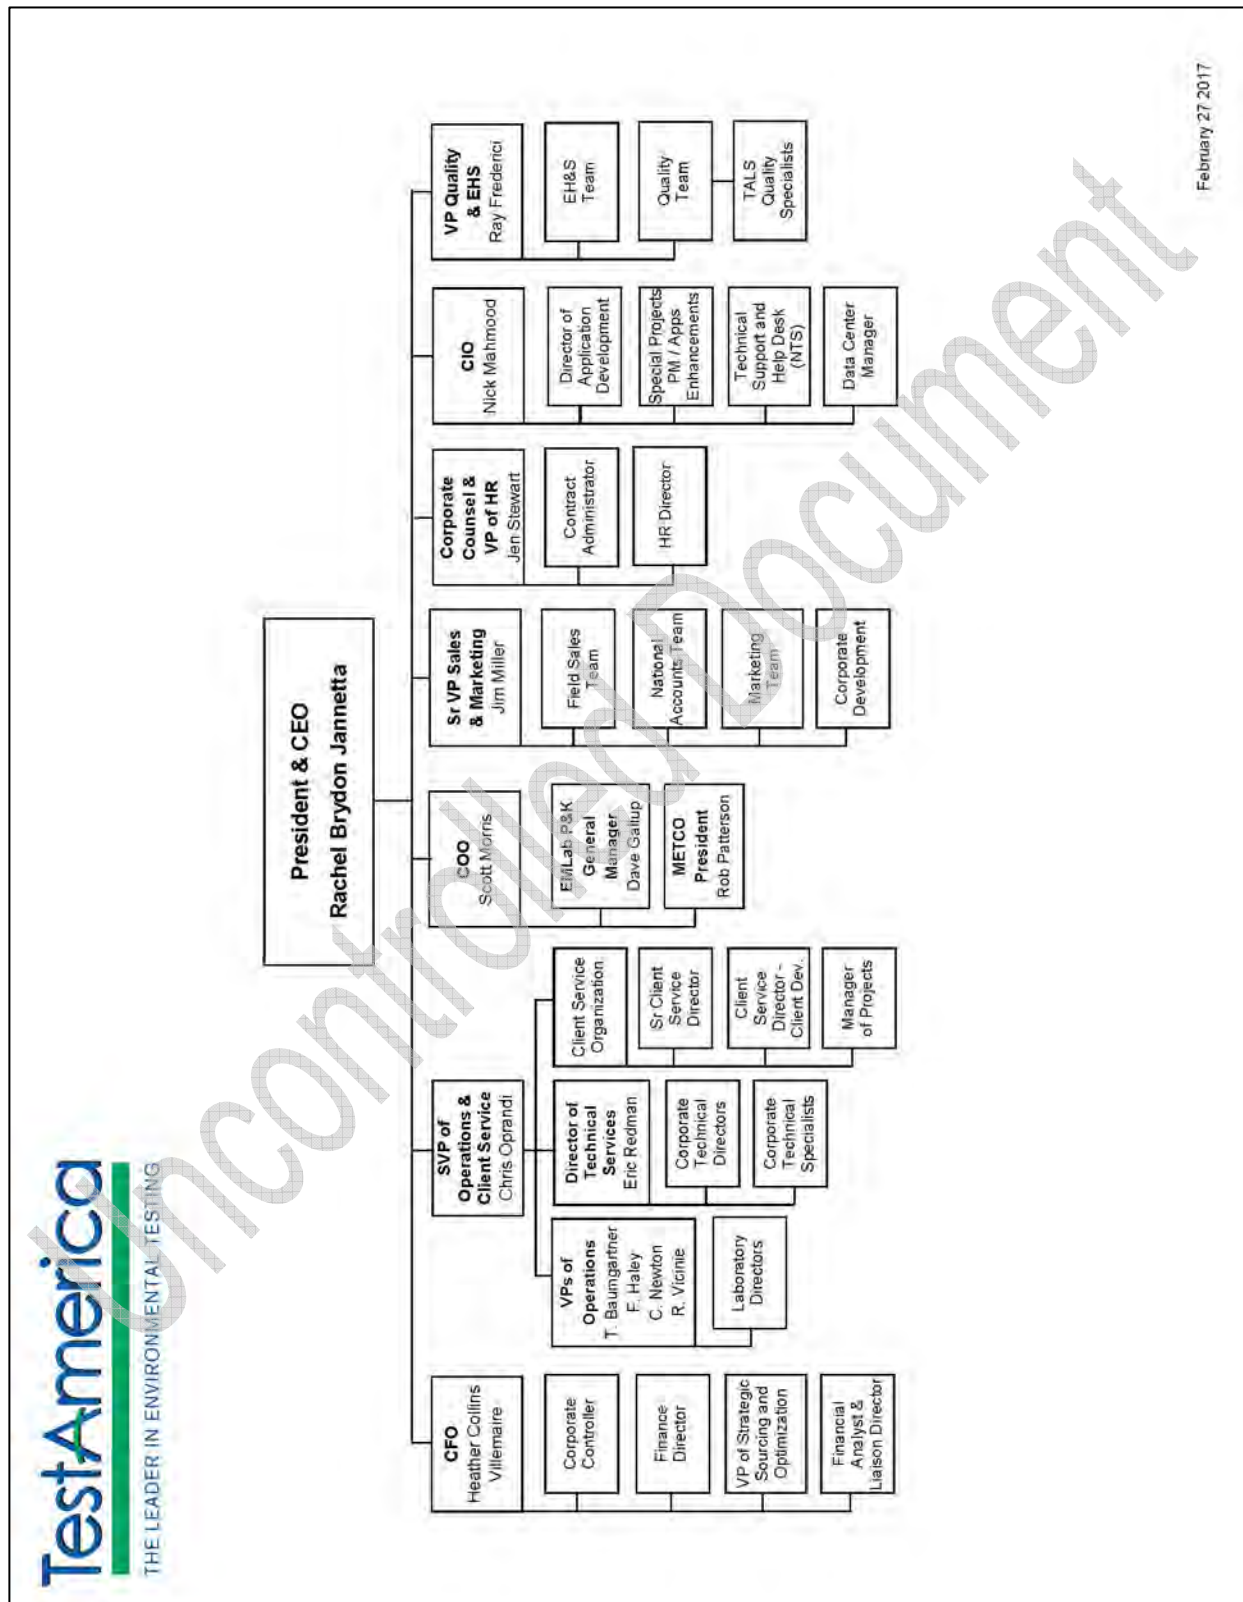 TestAmerica
THE LEADER IN ENVIRONMENTAL TESTING
President & CEO
Rachel Brydon Jannetta
CFO
Heather Collins
Villemaire
Corporate
Controller
Finance
Director
VP of Strategic
Sourcing and
Optimization
Financial
Analyst &
Liaison Director
SVP of
Operations &
Client Service
Chris Oprandi
VPs of
Operations
T. Baumgartner
F. Haley
C. Newton
R. Vicinie
Laboratory
Directors
Director of
Technical
Services
Eric Redman
Corporate
Technical
Directors
Corporate
Technical
Specialists
Client Service
Organization
Sr Client
Service
Director
Client
Service
Director -
Client Dev.
Manager
of Projects
COO
Scott Morris
EMLab P&K
General
Manager
Dave Gallup
METCO
President
Rob Patterson
Sr VP Sales
& Marketing
Jim Miller
Field Sales
Team
National
Accounts Team
Marketing
Team
Corporate
Development
Corporate
Counsel &
VP of HR
Jen Stewart
Contract
Administrator
HR Director
CIO
Nick Mahmood
Director of
Application
Development
Special Projects
PM / Apps
Enhancements
Technical
Support and
Help Desk
(NTS)
Data Center
Manager
VP Quality
& EHS
Ray Frederici
EH&S
Team
Quality
Team
TALS
Quality
Specialists
February 27 2017
Uncontrolled Document